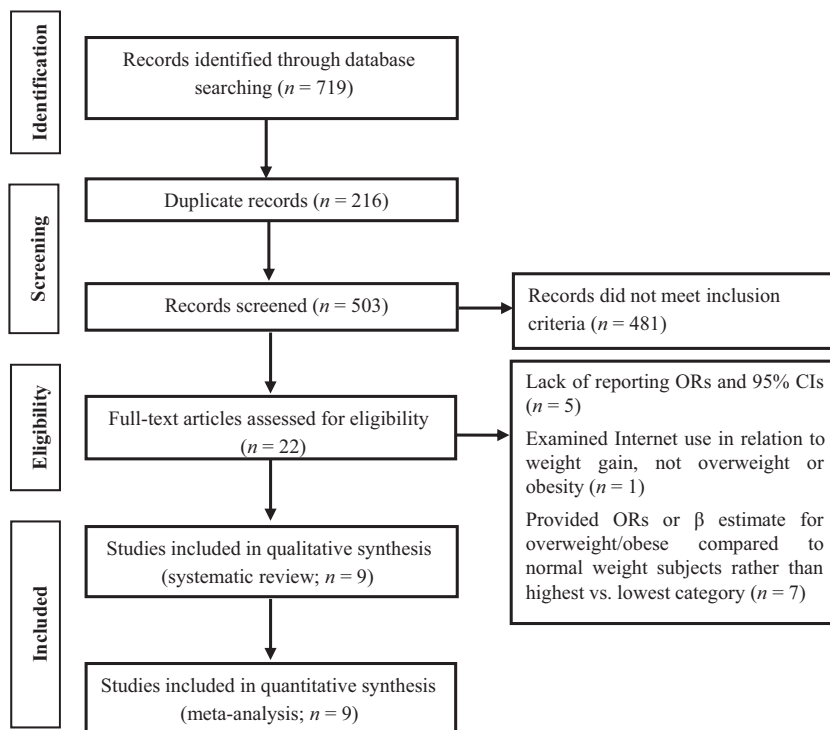 Identification
Records identified through database
searching (n = 719)
Screening
Duplicate records (n = 216)
Records screened (n = 503)
Records did not meet inclusion
criteria (n = 481)
Eligibility
Full-text articles assessed for eligibility
(n = 22)
Lack of reporting ORs and 95% CIs
(n = 5)
Examined Internet use in relation to
weight gain, not overweight or
obesity (n = 1)
Provided ORs or β estimate for
overweight/obese compared to
normal weight subjects rather than
highest vs. lowest category (n = 7)
Included
Studies included in qualitative synthesis
(systematic review; n = 9)
Studies included in quantitative synthesis
(meta-analysis; n = 9)